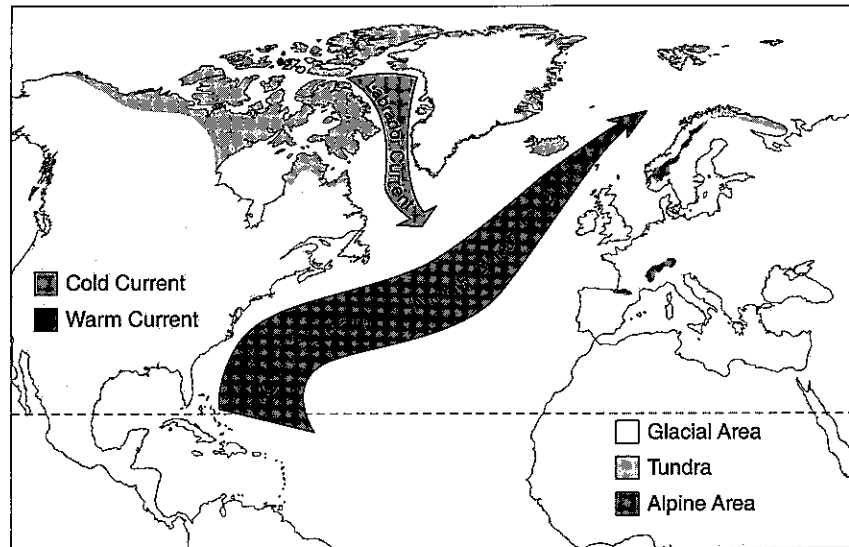 Labrador Current
Cold Current
Warm Current
Glacial Area
Tundra
Alpine Area